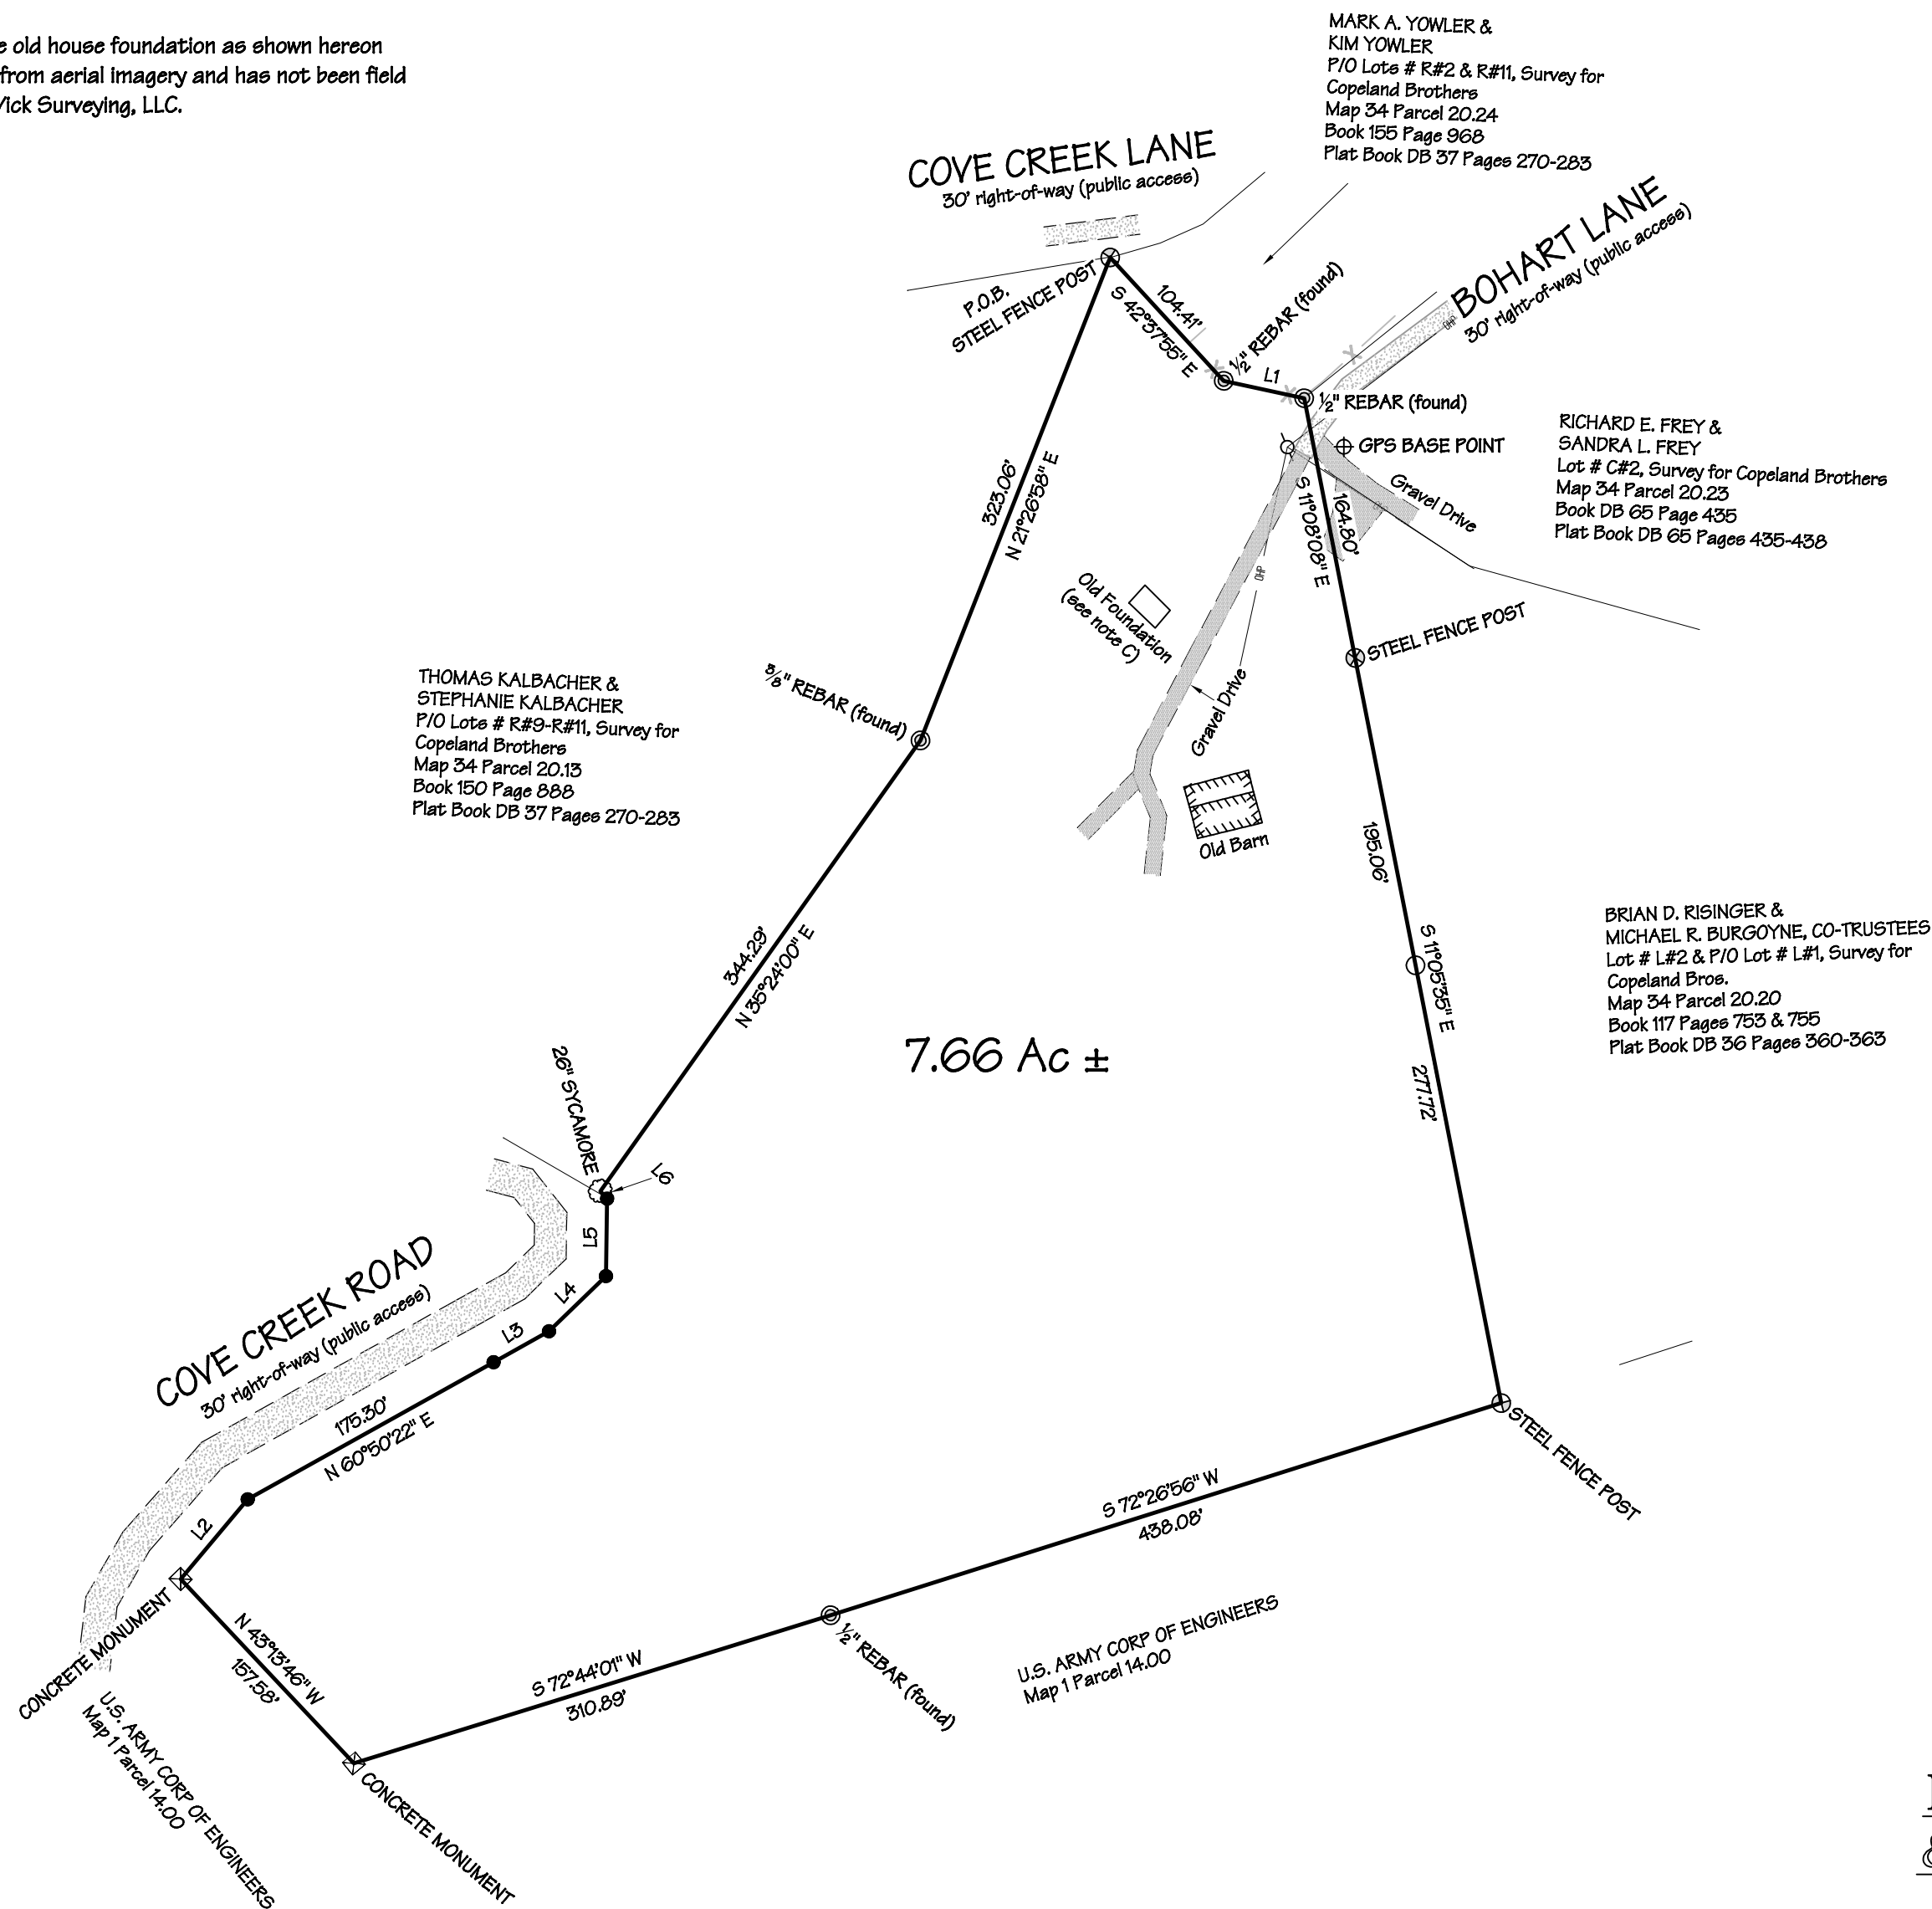 e old house foundation as shown hereon
from aerial imagery and has not been field
Vick Surveying, LLC.
MARK A. YOWLER &
KIM YOWLER
P/O Lots # R#2 & R#11, Survey for
Copeland Brothers
Map 34 Parcel 20.24
Book 155 Page 968
Plat Book DB 37 Pages 270-283
COVE CREEK LANE
30' right-of-way (public access)
BOHART LANE
30' right-of-way (public access)
P.O.B.
STEEL FENCE POST
104.41'
S 42°37'55" E
½" REBAR (found)
L1
½" REBAR (found)
GPS BASE POINT
Gravel Drive
RICHARD E. FREY &
SANDRA L. FREY
Lot # C#2, Survey for Copeland Brothers
Map 34 Parcel 20.23
Book DB 65 Page 435
Plat Book DB 65 Pages 435-438
323.06'
N 21°26'58" E
S 11°08'08" E
164.80'
OHP
OHP
Old Foundation
(see note C)
STEEL FENCE POST
Gravel Drive
THOMAS KALBACHER &
STEPHANIE KALBACHER
P/O Lots # R#9-R#11, Survey for
Copeland Brothers
Map 34 Parcel 20.13
Book 150 Page 888
Plat Book DB 37 Pages 270-283
⅜" REBAR (found)
Old Barn
195.06'
S 11°05'35" E
277.72'
BRIAN D. RISINGER &
MICHAEL R. BURGOYNE, CO-TRUSTEES
Lot # L#2 & P/O Lot # L#1, Survey for
Copeland Bros.
Map 34 Parcel 20.20
Book 117 Pages 753 & 755
Plat Book DB 36 Pages 360-363
344.29'
N 35°24'00" E
7.66 Ac ±
26" SYCAMORE
L6
L5
L4
L3
COVE CREEK ROAD
30' right-of-way (public access)
175.30'
N 60°50'22" E
L2
CONCRETE MONUMENT
N 43°13'46" W
157.58'
S 72°26'56" W
438.08'
STEEL FENCE POST
S 72°44'01" W
310.89'
½" REBAR (found)
U.S. ARMY CORP OF ENGINEERS
Map 1 Parcel 14.00
U.S. ARMY CORP OF ENGINEERS
Map 1 Parcel 14.00
CONCRETE MONUMENT